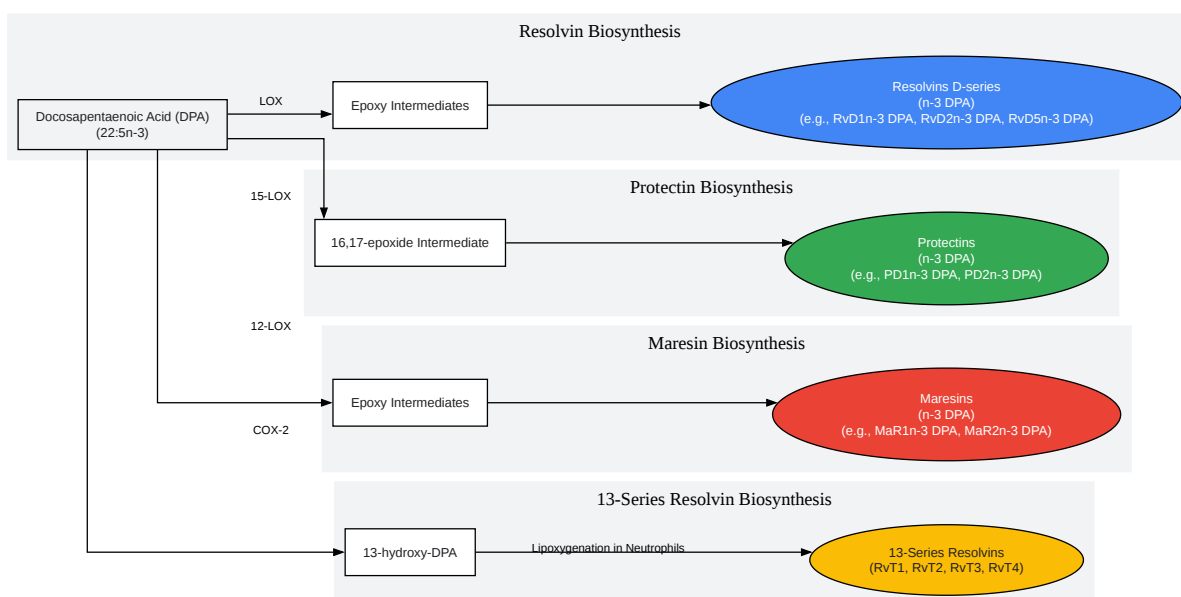 Resolvin Biosynthesis
LOX
Docosapentaenoic Acid (DPA)
(22:5n-3)
Epoxy Intermediates
Resolvins D-series
(n-3 DPA)
(e.g., RvD1n-3 DPA, RvD2n-3 DPA, RvD5n-3 DPA)
Protectin Biosynthesis
15-LOX
16,17-epoxide Intermediate
Protectins
(n-3 DPA)
(e.g., PD1n-3 DPA, PD2n-3 DPA)
12-LOX
Maresin Biosynthesis
Epoxy Intermediates
Maresins
(n-3 DPA)
(e.g., MaR1n-3 DPA, MaR2n-3 DPA)
COX-2
13-Series Resolvin Biosynthesis
13-hydroxy-DPA
Lipoxygenation in Neutrophils
13-Series Resolvins
(RvT1, RvT2, RvT3, RvT4)